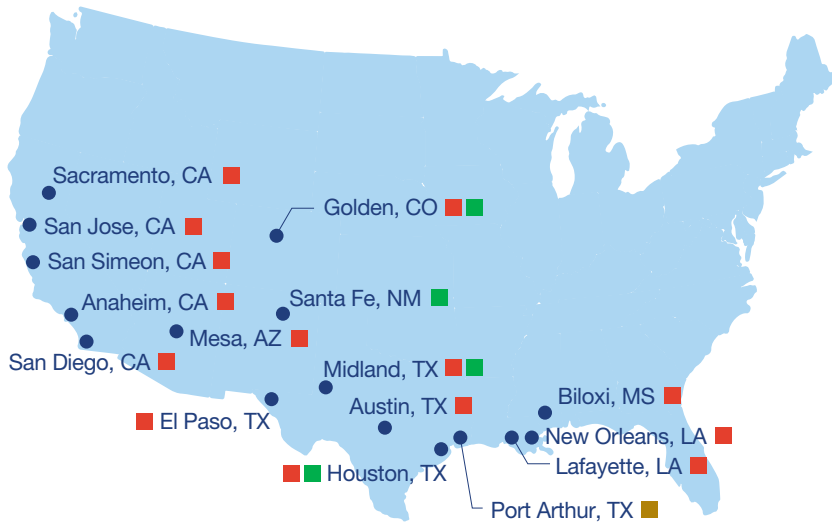 Sacramento, CA
Golden, CO
San Jose, CA
San Simeon, CA
Anaheim, CA
Santa Fe, NM
Mesa, AZ
San Diego, CA
Midland, TX
Biloxi, MS
Austin, TX
El Paso, TX
New Orleans, LA
Lafayette, LA
Houston, TX
Port Arthur, TX